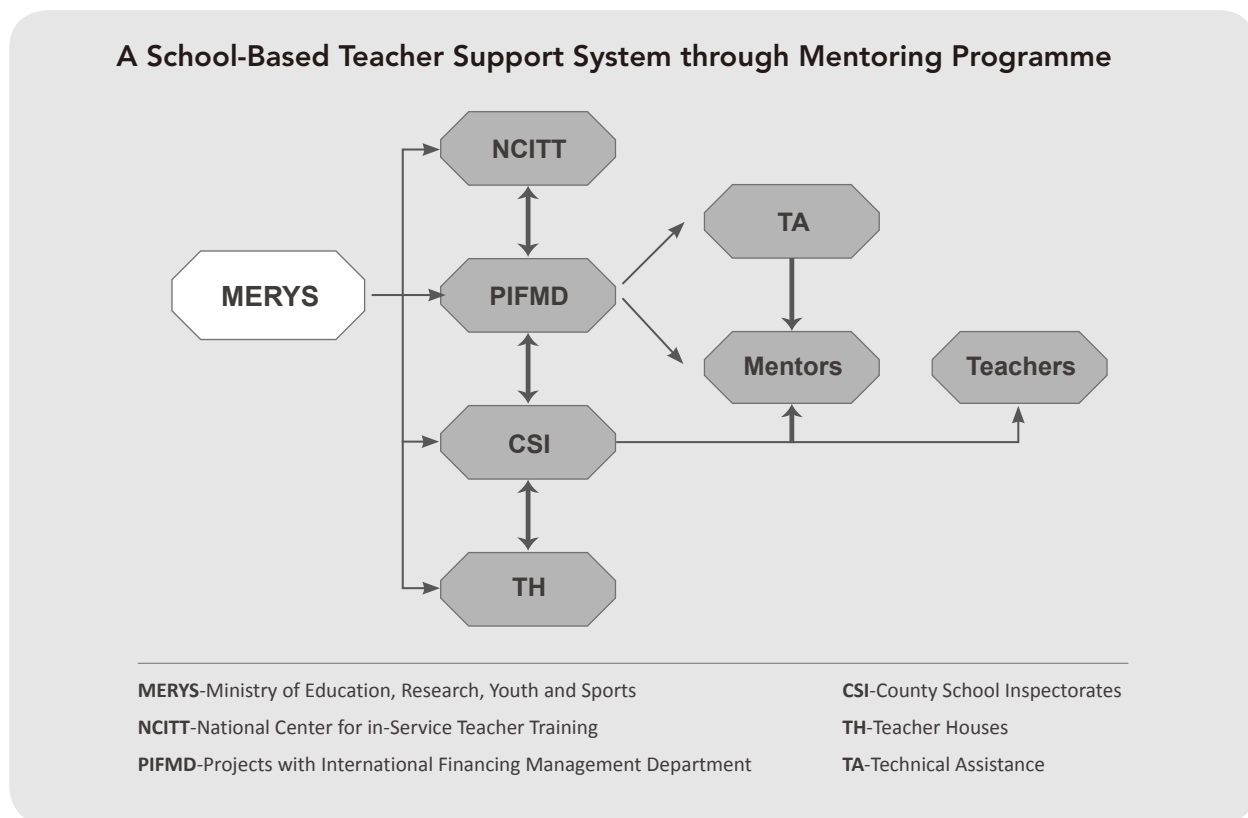 A School-Based Teacher Support System through Mentoring Programme
NCITT
TA
MERYS
PIFMD
Mentors
Teachers
CSI
TH
MERYS-Ministry of Education, Research, Youth and Sports
NCITT-National Center for in-Service Teacher Training
PIFMD-Projects with International Financing Management Department
CSI-County School Inspectorates
TH-Teacher Houses
TA-Technical Assistance